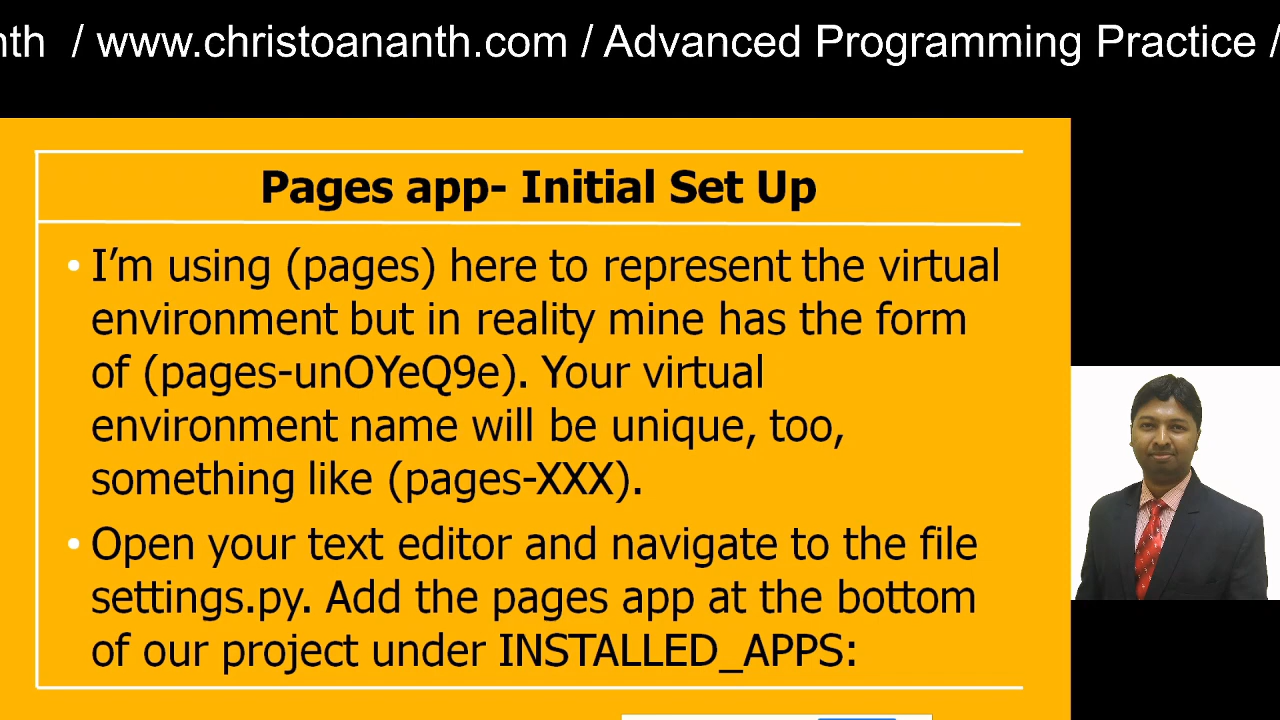 nth / www.christoananth.com / Advanced Programming Practice /
Pages app- Initial Set Up
• I’m using (pages) here to represent the virtual
environment but in reality mine has the form
of (pages-unOYeQ9e). Your virtual
environment name will be unique, too,
something like (pages-XXX).
• Open your text editor and navigate to the file
settings.py. Add the pages app at the bottom
of our project under INSTALLED_APPS: